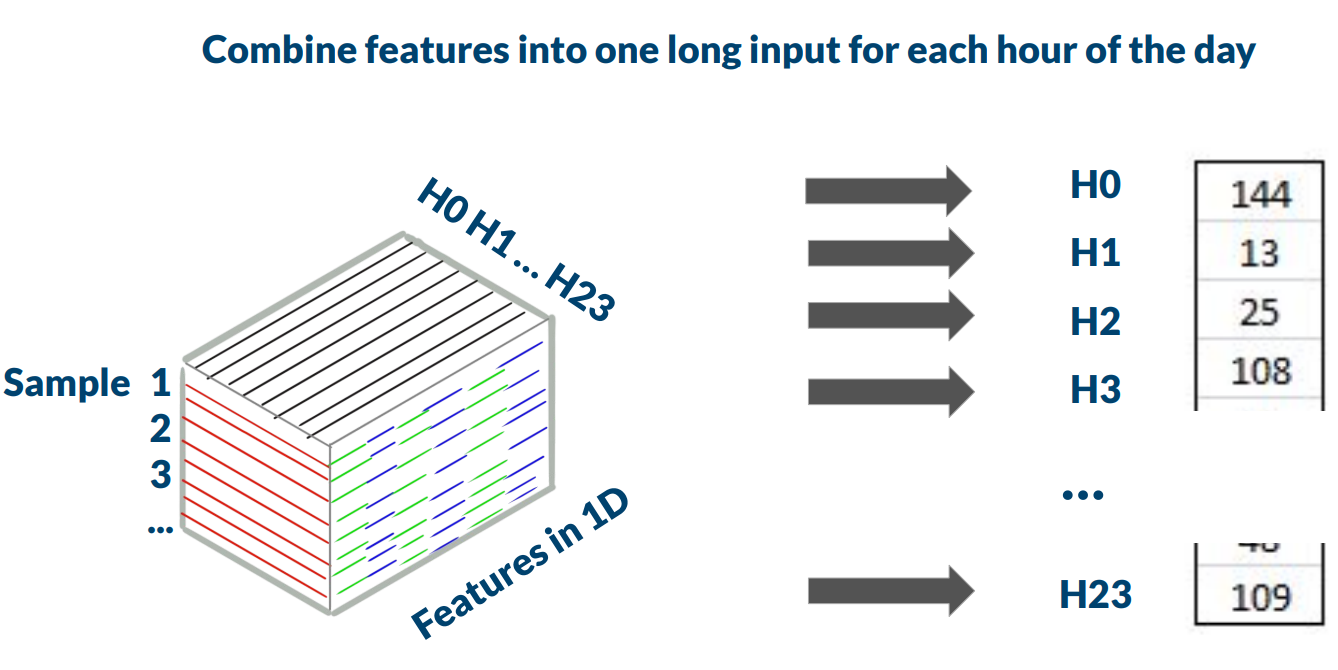 Combine features into one long input for each hour of the day
H0 H1... H23
Sample 1
2
3
...
Features in 1D
H0 144
H1 13
H2 25
H3 108
...
H23 109